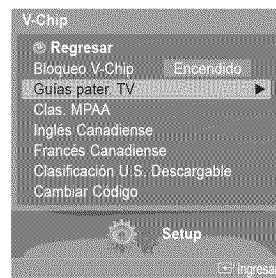 V-Chip
Regresar
Bloqueo V-Chip Encendido
Guías pater. TV
Clas. MPAA
Inglés Canadiense
Francés Canadiense
Clasificación U.S. Descargable
Cambiar Código
Setup
Ingresar